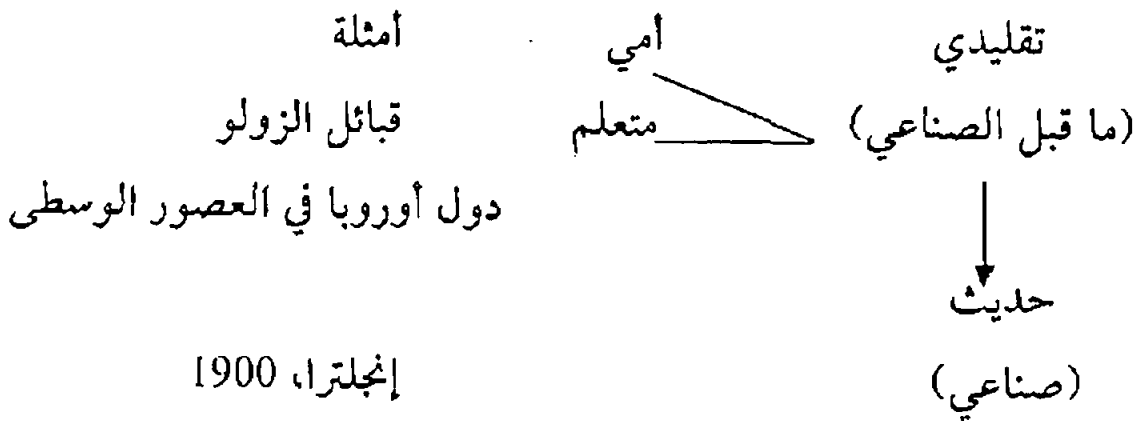 تقليدي أمي أمثلة
(ما قبل الصناعي) متعلم قبائل الزولو
دول أوروبا في العصور الوسطى
حديث
(صناعي) إنجلترا، 1900